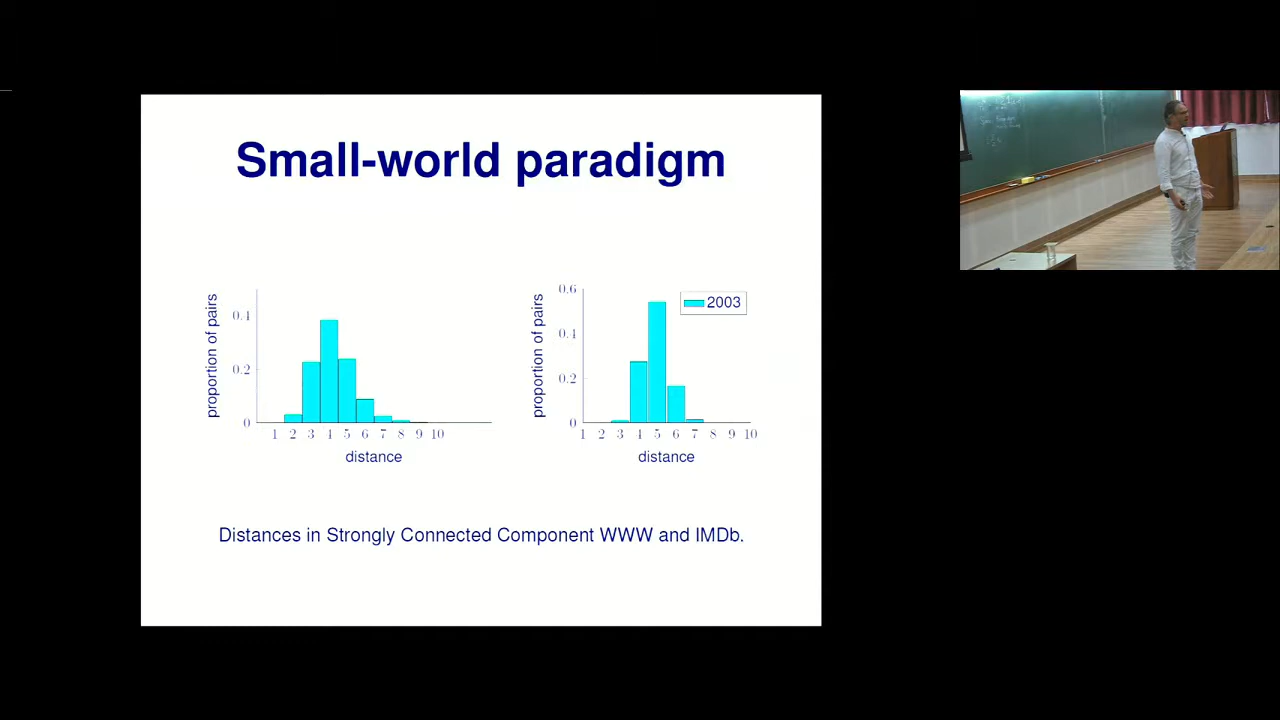 Small-world paradigm
proportion of pairs
0.4
0.2
0
1 2 3 4 5 6 7 8 9 10
distance
proportion of pairs
0.6
0.4
0.2
0
2003
1 2 3 4 5 6 7 8 9 10
distance
Distances in Strongly Connected Component WWW and IMDb.